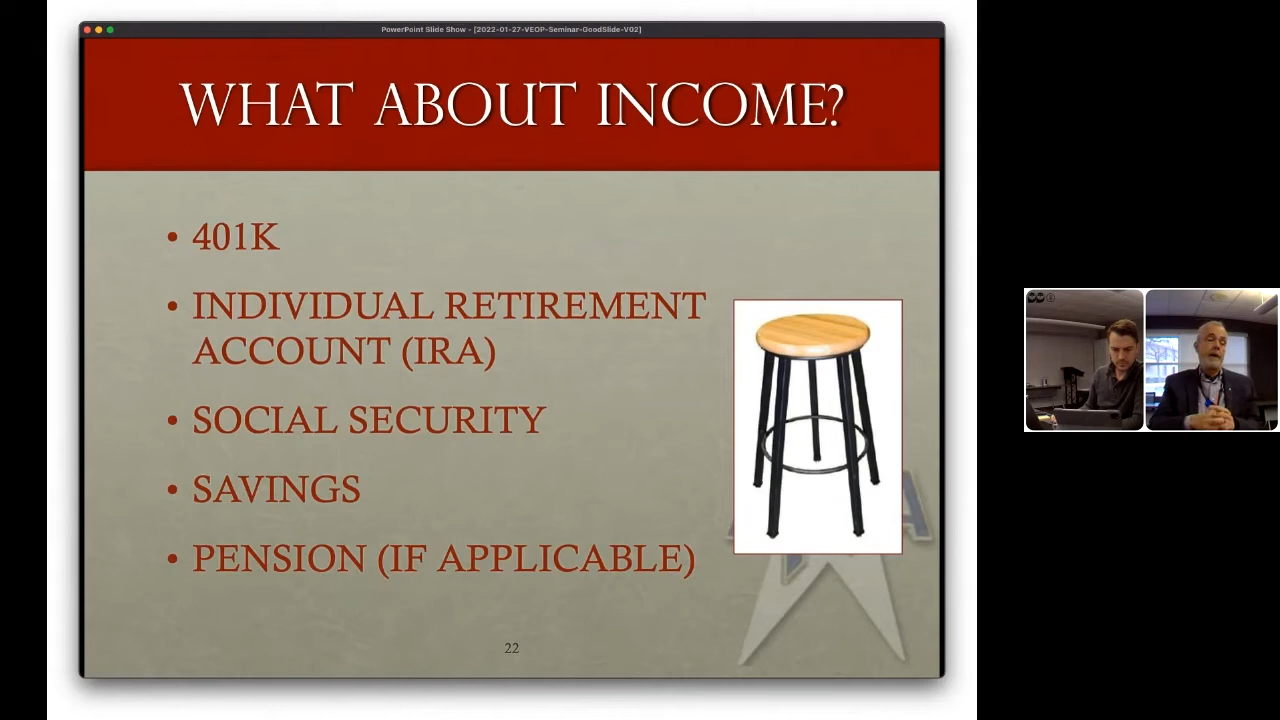 PowerPoint Slide Show - [2022-01-27-VEOP-Seminar-GoodSlide-V02]
WHAT ABOUT INCOME?
• 401K
• INDIVIDUAL RETIREMENT
ACCOUNT (IRA)
• SOCIAL SECURITY
• SAVINGS
• PENSION (IF APPLICABLE)
22